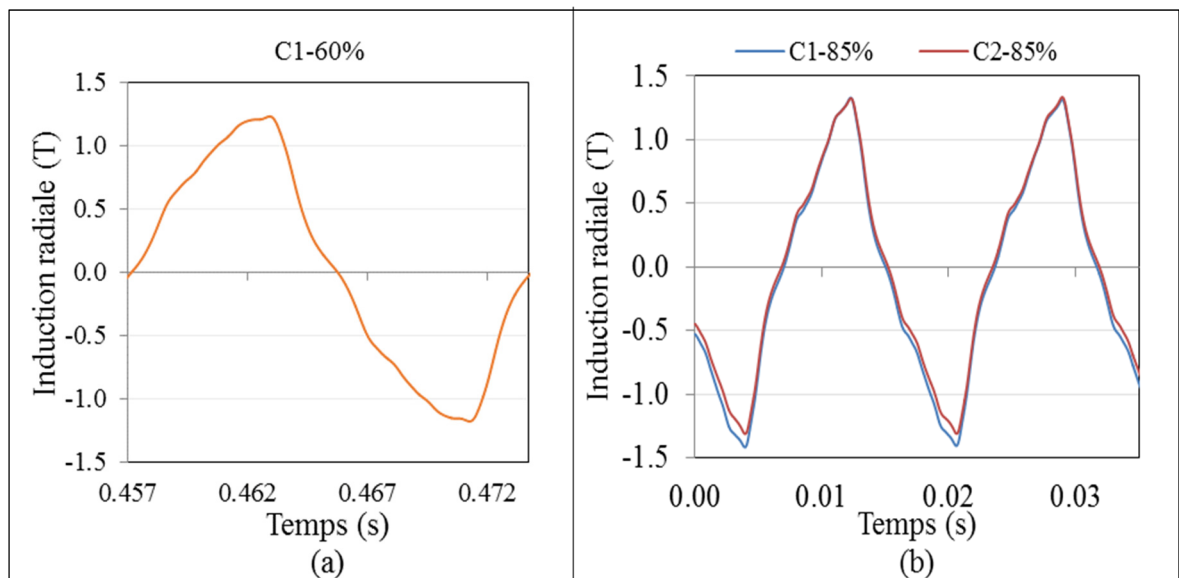 C1-60%
Induction radiale (T)
1.5
1.0
0.5
0.0
-0.5
-1.0
-1.5
0.457 0.462 0.467 0.472
Temps (s)
(a)
C1-85% C2-85%
Induction radiale (T)
1.5
1.0
0.5
0.0
-0.5
-1.0
-1.5
0.00 0.01 0.02 0.03
Temps (s)
(b)